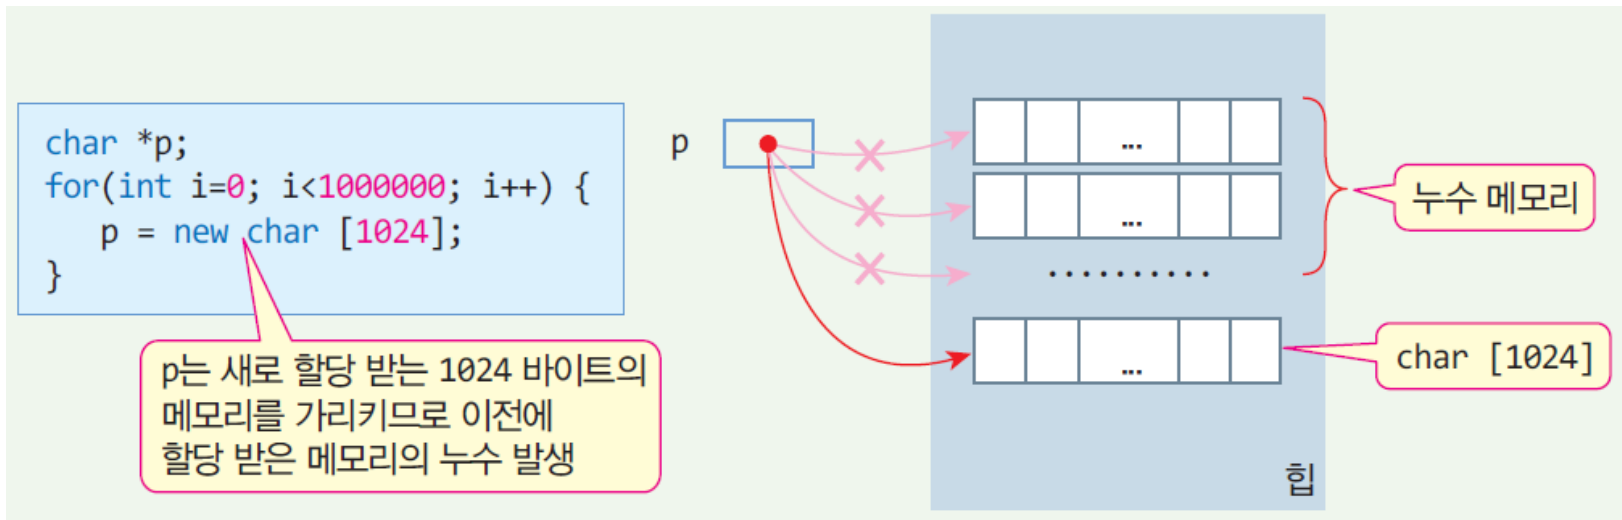 char *p;
for(int i=0; i<1000000; i++) {
p = new char [1024];
}
p는 새로 할당 받는 1024 바이트의
메모리를 가리키므로 이전에
할당 받은 메모리의 누수 발생
p
...
...
..........
...
누수 메모리
char [1024]
힙